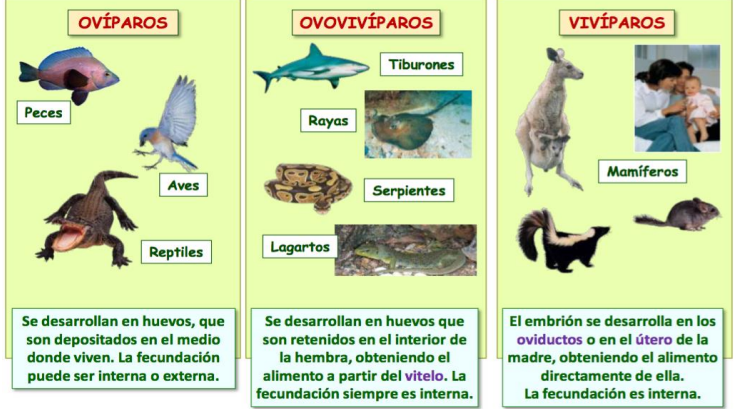 OVÍPAROS
Peces
Aves
Reptiles
Se desarrollan en huevos, que
son depositados en el medio
donde viven. La fecundación
puede ser interna o externa.
OVOVIVÍPAROS
Tiburones
Rayas
Serpientes
Lagartos
Se desarrollan en huevos que
son retenidos en el interior de
la hembra, obteniendo el
alimento a partir del vitelo. La
fecundación siempre es interna.
VIVÍPAROS
Mamíferos
El embrión se desarrolla en los
oviductos o en el útero de la
madre, obteniendo el alimento
directamente de ella.
La fecundación es interna.